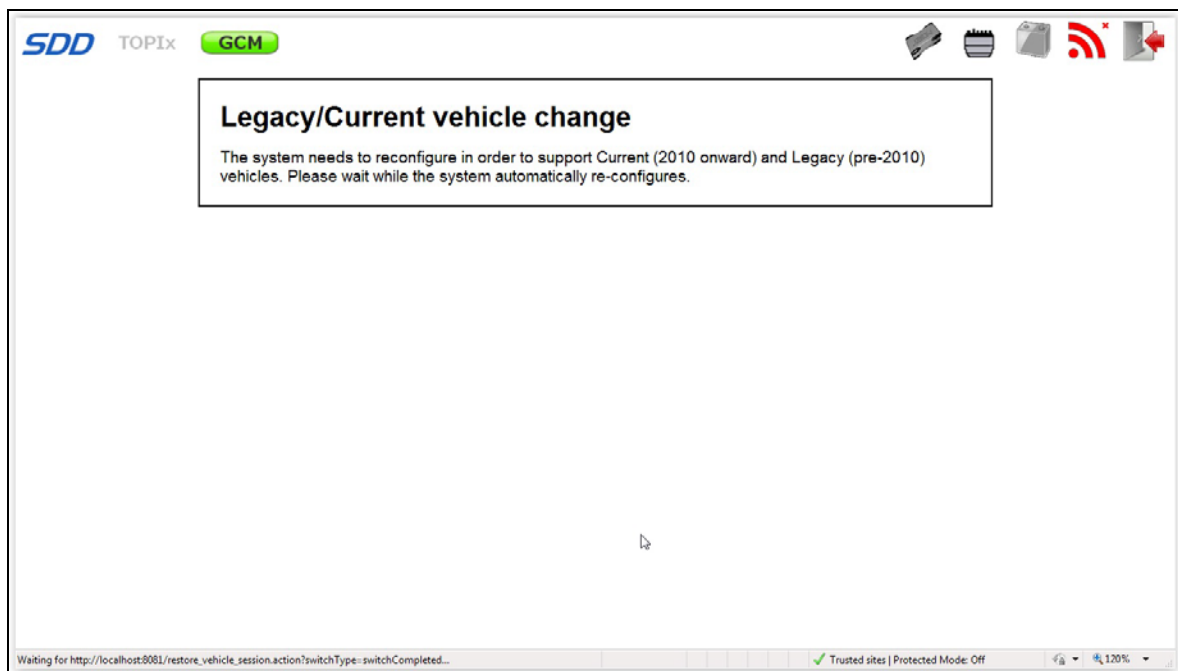 SDD TOPIx GCM
Legacy/Current vehicle change
The system needs to reconfigure in order to support Current (2010 onward) and Legacy (pre-2010)
vehicles. Please wait while the system automatically re-configures.
Waiting for http://localhost:8081/restore_vehicle_session.action?switchType=switchCompleted... Trusted sites | Protected Mode: Off 120%